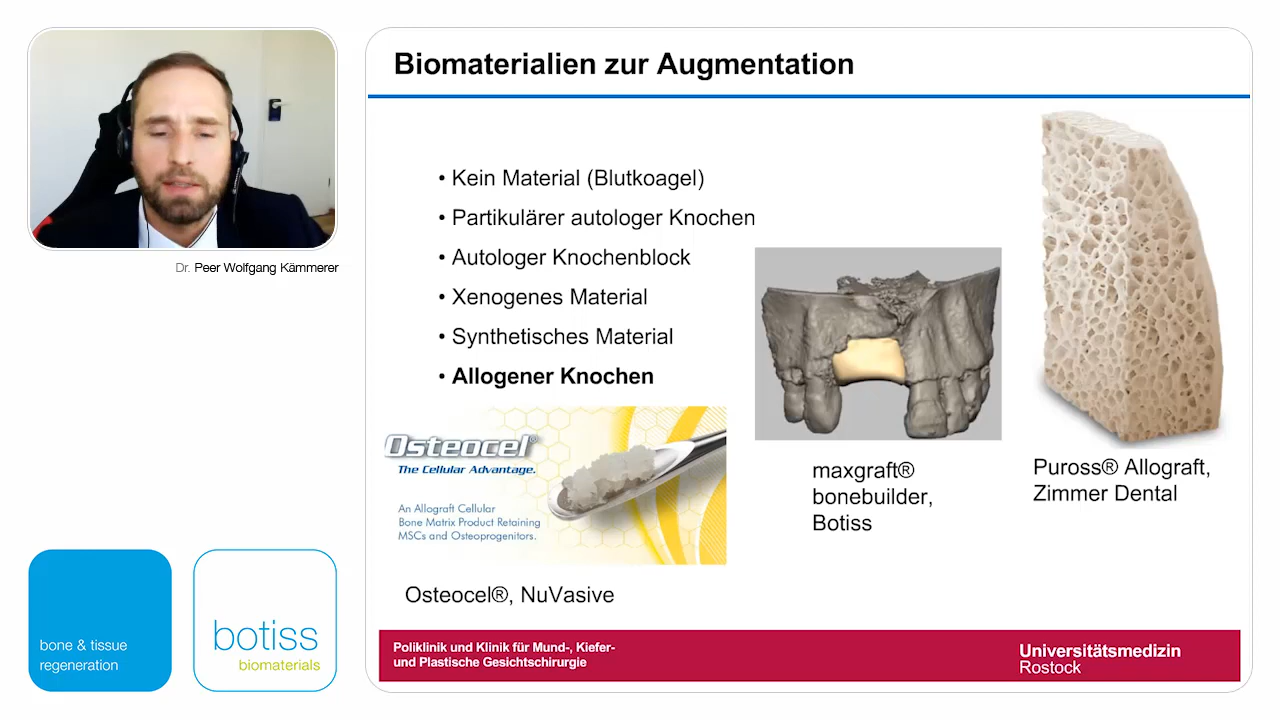 Biomaterialien zur Augmentation
• Kein Material (Blutkoagel)
• Partikulärer autologer Knochen
• Autologer Knochenblock
• Xenogenes Material
• Synthetisches Material
• Allogener Knochen
Dr. Peer Wolfgang Kämmerer
Osteocel®
The Cellular Advantage.
An Allograft Cellular
Bone Matrix Product Retaining
MSCs and Osteoprogenitors.
Osteocel®, NuVasive
maxgraft®
bonebuilder,
Botiss
Puross® Allograft,
Zimmer Dental
bone & tissue
regeneration
botiss
biomaterials
Poliklinik und Klinik für Mund-, Kiefer-
und Plastische Gesichtschirurgie
Universitätsmedizin
Rostock